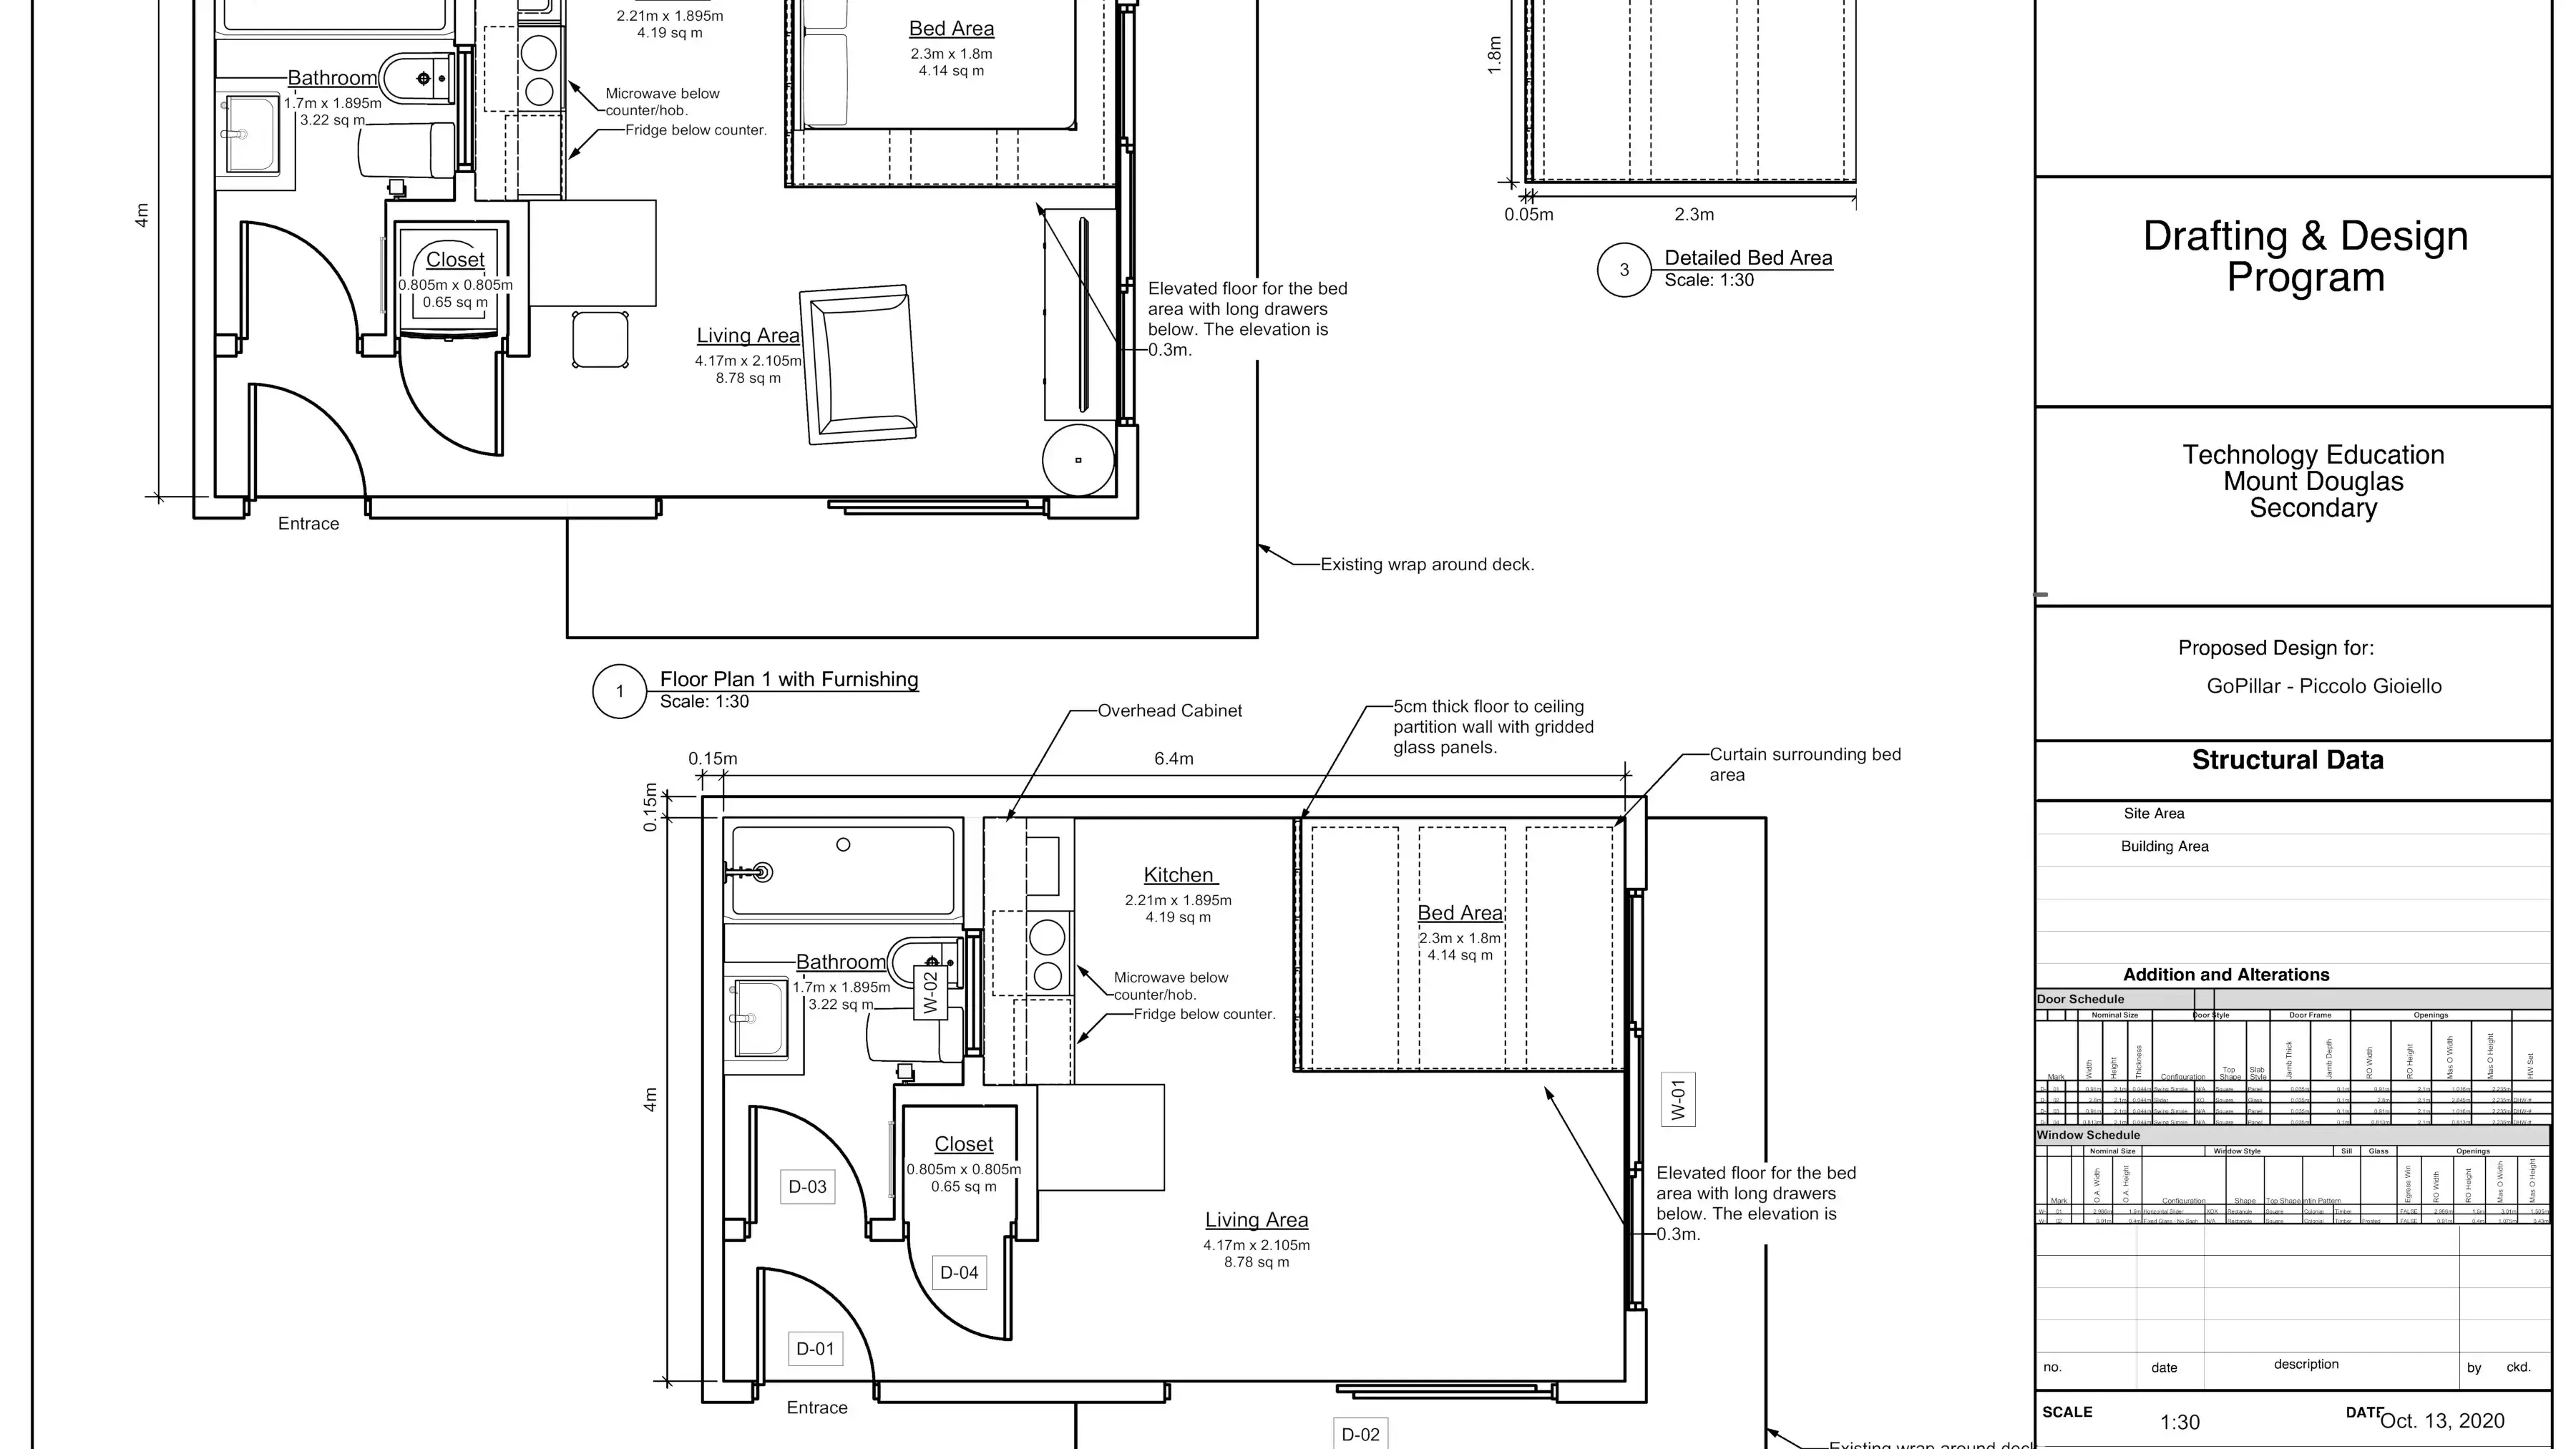 2.21m x 1.895m
4.19 sq m
Bed Area
2.3m x 1.8m
4.14 sq m
Bathroom
1.7m x 1.895m
3.22 sq m
Microwave below
counter/hob.
Fridge below counter.
4m
Closet
0.805m x 0.805m
0.65 sq m
Living Area
4.17m x 2.105m
8.78 sq m
Elevated floor for the bed
area with long drawers
below. The elevation is
0.3m.
Entrace
Existing wrap around deck.
1
Floor Plan 1 with Furnishing
Scale: 1:30
1.8m
0.05m
2.3m
3
Detailed Bed Area
Scale: 1:30
Overhead Cabinet
5cm thick floor to ceiling
partition wall with gridded
glass panels.
Curtain surrounding bed
area
0.15m
6.4m
0.15m
4m
Kitchen
2.21m x 1.895m
4.19 sq m
Bed Area
2.3m x 1.8m
4.14 sq m
Bathroom
1.7m x 1.895m
3.22 sq m
W-02
Microwave below
counter/hob.
Fridge below counter.
W-01
Closet
0.805m x 0.805m
0.65 sq m
D-03
D-04
D-01
Living Area
4.17m x 2.105m
8.78 sq m
Elevated floor for the bed
area with long drawers
below. The elevation is
0.3m.
Entrace
D-02
Existing wrap around deck
Drafting & Design
Program
Technology Education
Mount Douglas
Secondary
Proposed Design for:
GoPillar - Piccolo Gioiello
Structural Data
Site Area
Building Area
Addition and Alterations
Door Schedule
Nominal Size Door Style Door Frame Openings
Mark Width Height Thickness Configuration Top Shape Slab Style Jamb Thick Jamb Depth RO Width RO Height Mas O Width Mas O Height HW Set
Window Schedule
Nominal Size Window Style Sill Glass Openings
Mark O.A. Width O.A. Height Configuration Shape Top Shape Egress Win RO Width RO Height Mas O Width Mas O Height
no. date description by ckd.
SCALE 1:30 DATE Oct. 13, 2020